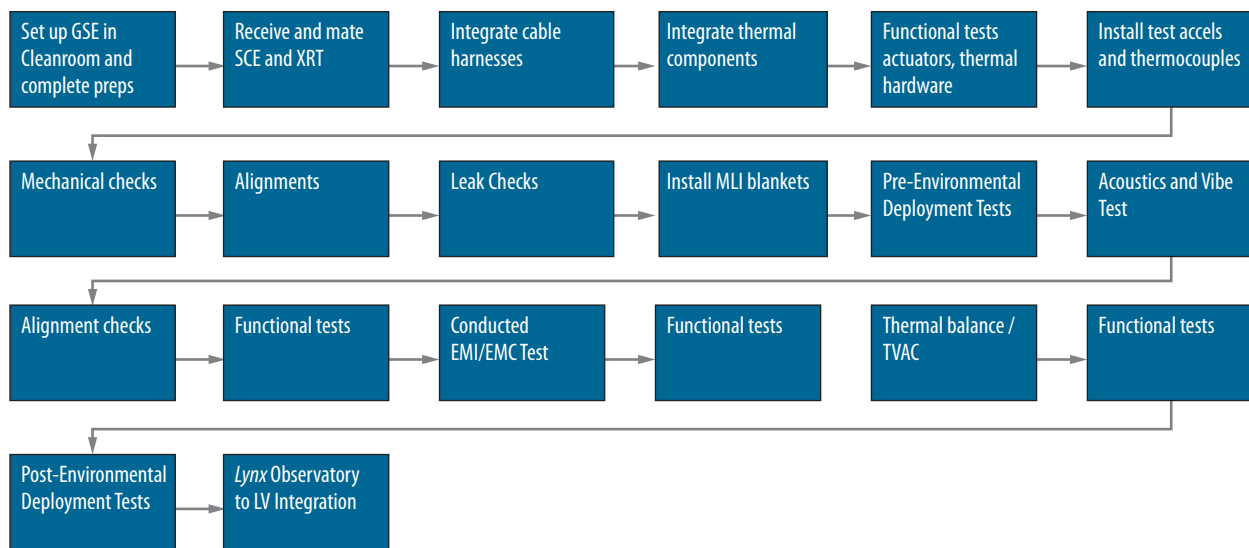 Set up GSE in
Cleanroom and
complete preps
Receive and mate
SCE and XRT
Integrate cable
harnesses
Integrate thermal
components
Functional tests
actuators, thermal
hardware
Install test accels
and thermocouples
Mechanical checks
Alignments
Leak Checks
Install MLI blankets
Pre-Environmental
Deployment Tests
Acoustics and Vibe
Test
Alignment checks
Functional tests
Conducted
EMI/EMC Test
Functional tests
Thermal balance /
TVAC
Functional tests
Post-Environmental
Deployment Tests
Lynx Observatory
to LV Integration